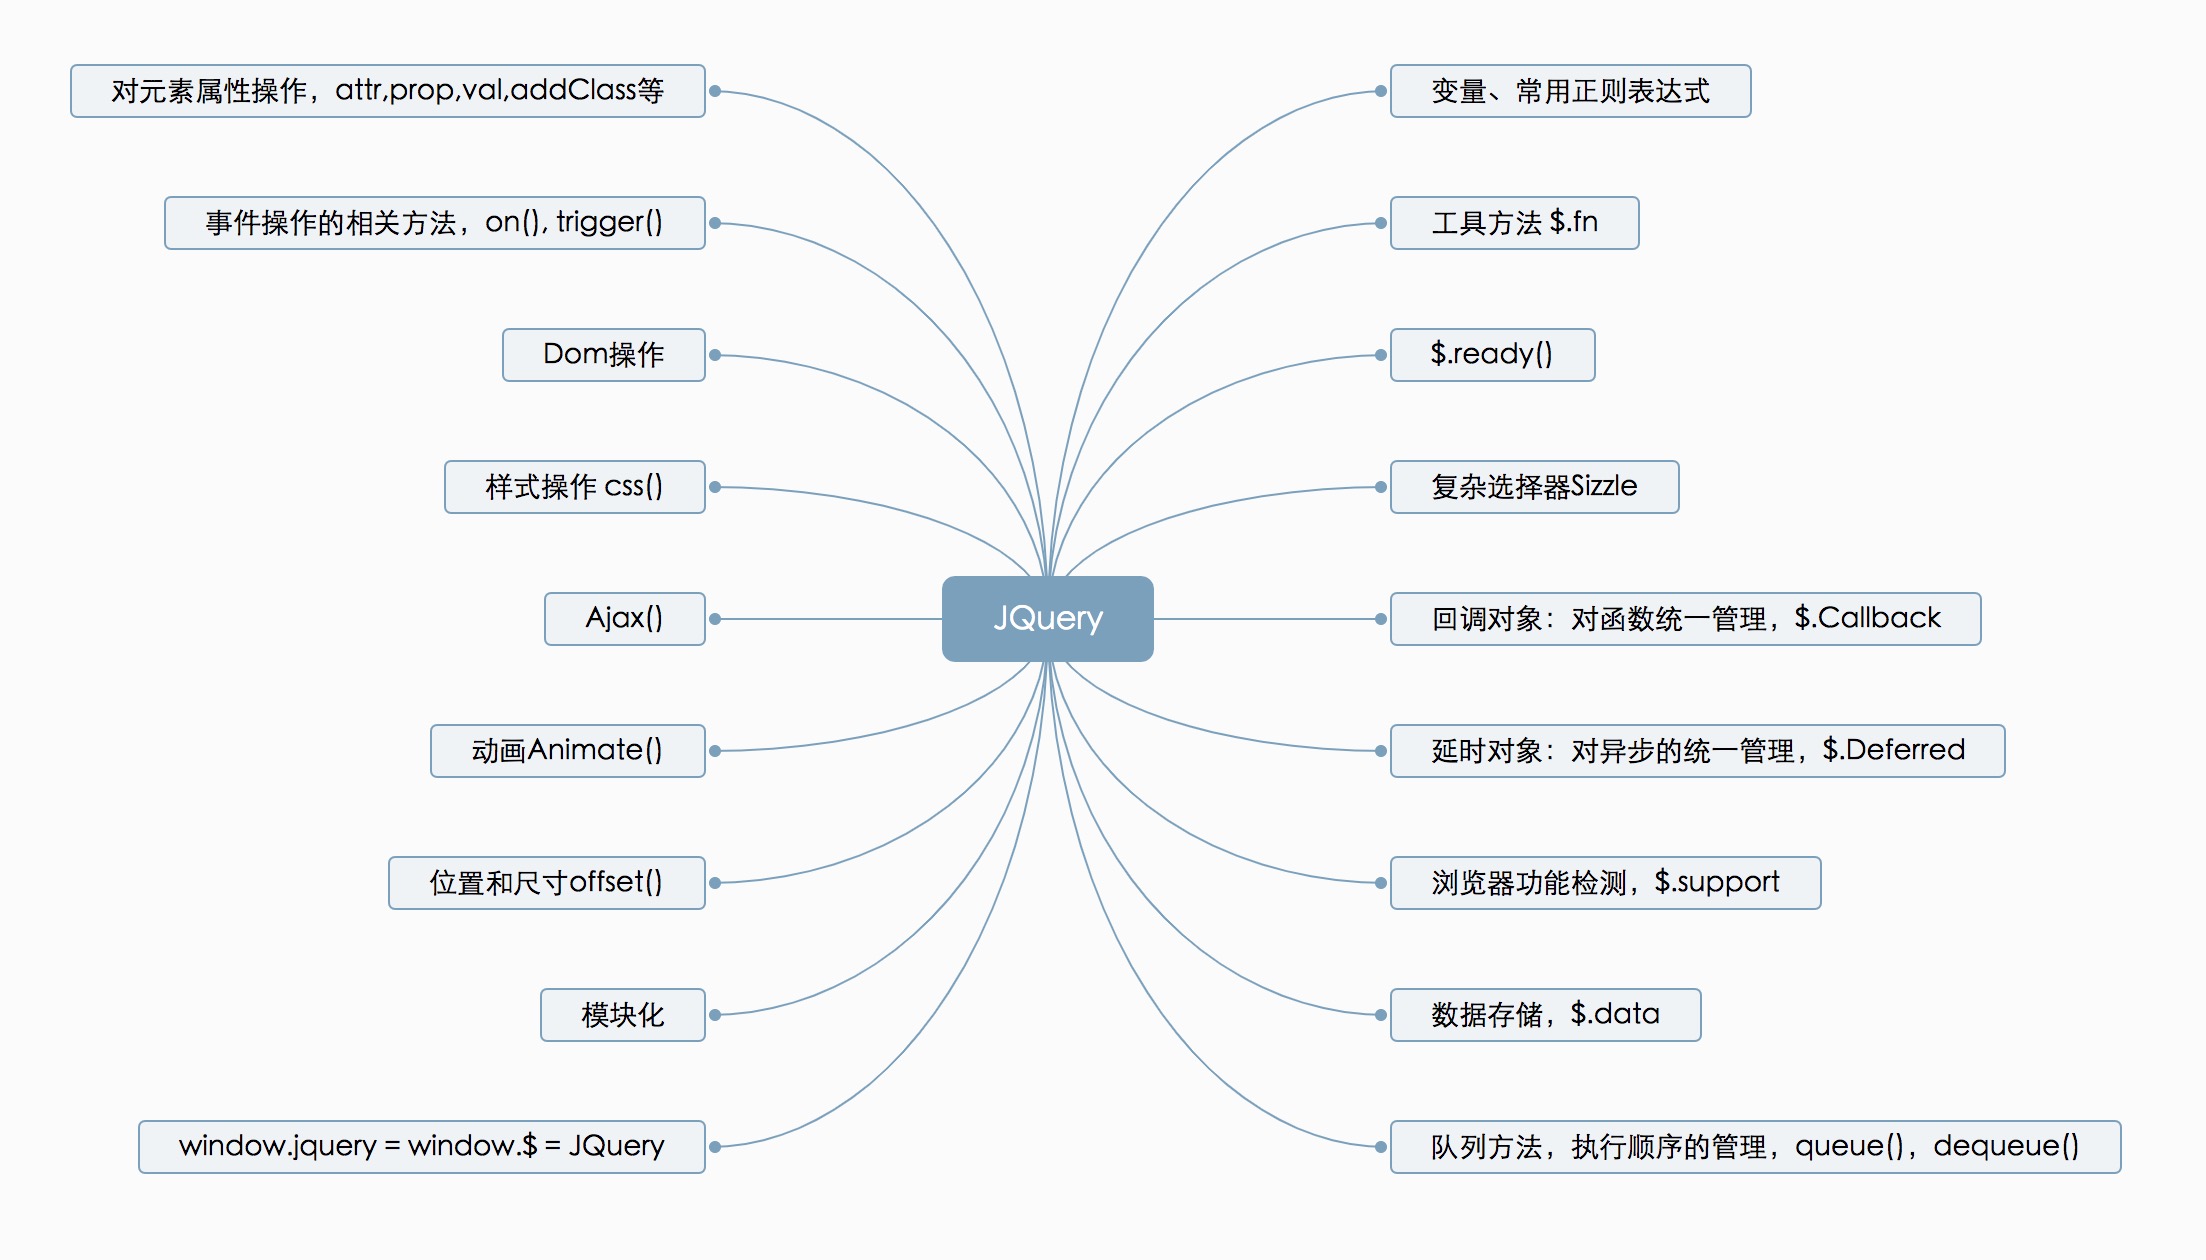 对元素属性操作，attr,prop,val,addClass等
事件操作的相关方法，on(), trigger()
Dom操作
样式操作 css()
Ajax()
动画Animate()
位置和尺寸offset()
模块化
window.jquery = window.$ = JQuery
JQuery
变量、常用正则表达式
工具方法 $.fn
$.ready()
复杂选择器Sizzle
回调对象：对函数统一管理，$.Callback
延时对象：对异步的统一管理，$.Deferred
浏览器功能检测，$.support
数据存储，$.data
队列方法，执行顺序的管理，queue()，dequeue()